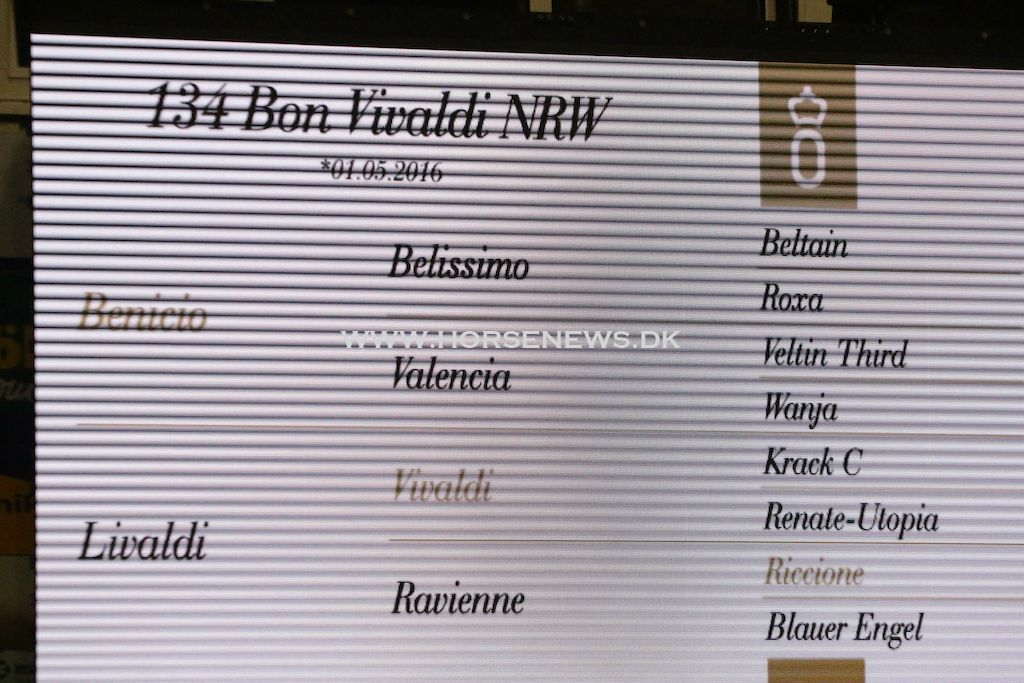 134 Bon Vivaldi NRW
*01.05.2016
Benicio
Belissimo
Valencia
Beltain
Roxa
Veltin Third
Wanja
WWW.HORSENEWS.DK
Livaldi
Vivaldi
Ravienne
Krack C
Renate-Utopia
Riccione
Blauer Engel